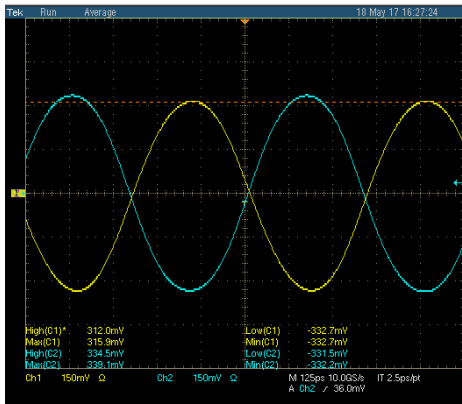 Tek Run Average 18 May 17 16:27:24
High(C1)* 312.0mV Low(C1) -332.7mV
Max(C1) 315.9mV Min(C1) -332.7mV
High(C2) 334.5mV Low(C2) -331.5mV
Max(C2) 339.1mV Min(C2) -332.2mV
Ch1 150mV Ω Ch2 150mV Ω M 125ps 10.0GS/s IT 2.5ps/pt
A Ch2 / 36.0mV